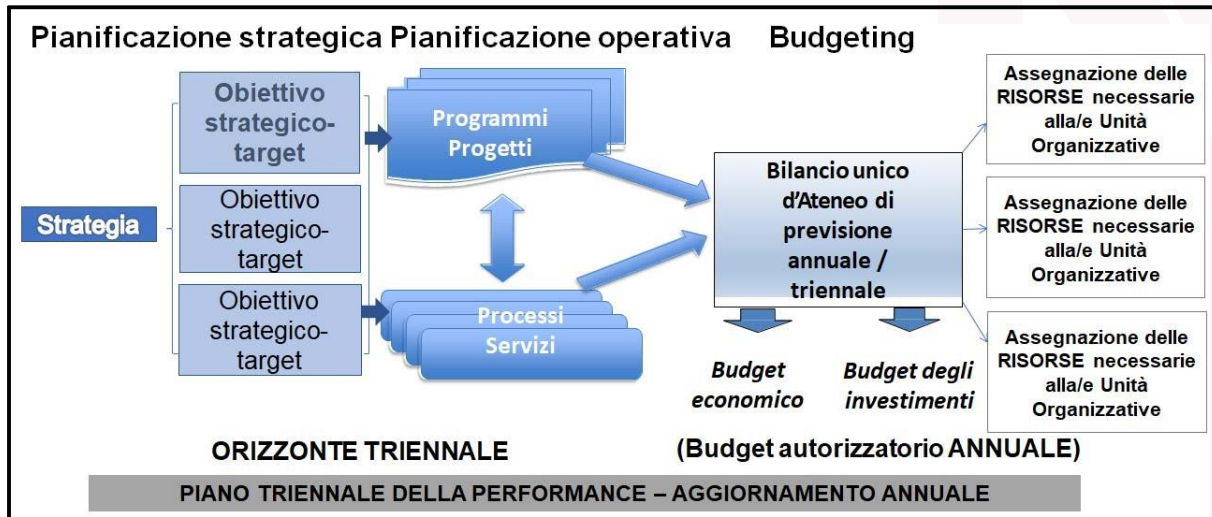 Pianificazione strategica Pianificazione operativa Budgeting
Strategia
Obiettivo
strategico-
target
Obiettivo
strategico-
target
Obiettivo
strategico-
target
Programmi
Progetti
Processi
Servizi
Bilancio unico
d'Ateneo di
previsione
annuale /
triennale
Budget
economico
Budget degli
investimenti
Assegnazione delle
RISORSE necessarie
alla/e Unità
Organizzative
Assegnazione delle
RISORSE necessarie
alla/e Unità
Organizzative
Assegnazione delle
RISORSE necessarie
alla/e Unità
Organizzative
ORIZZONTE TRIENNALE
(Budget autorizzatorio ANNUALE)
PIANO TRIENNALE DELLA PERFORMANCE – AGGIORNAMENTO ANNUALE